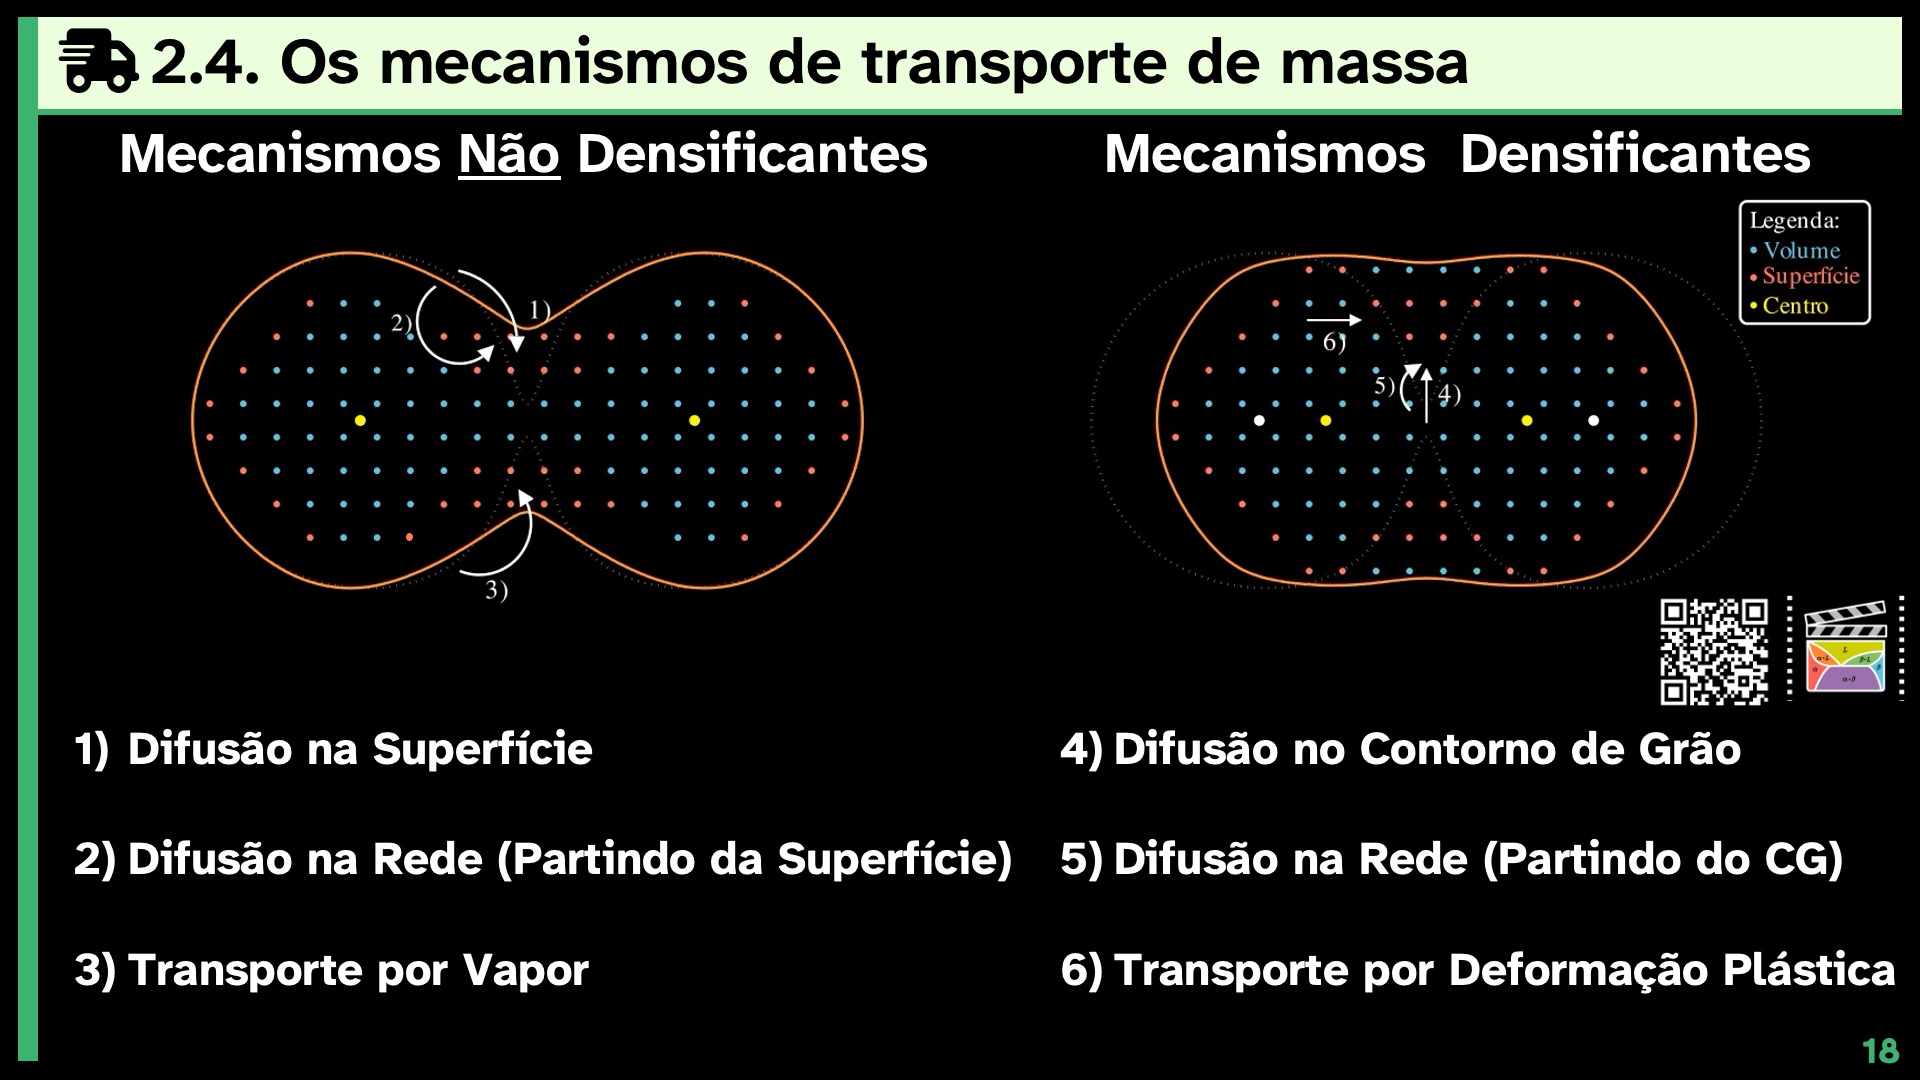 2.4. Os mecanismos de transporte de massa
Mecanismos Não Densificantes
Mecanismos Densificantes
Legenda:
• Volume
• Superfície
• Centro
1)
2)
3)
6)
5)
4)
L
α+L
β+L
α
β
α+β
1) Difusão na Superfície
2) Difusão na Rede (Partindo da Superfície)
3) Transporte por Vapor
4) Difusão no Contorno de Grão
5) Difusão na Rede (Partindo do CG)
6) Transporte por Deformação Plástica
18